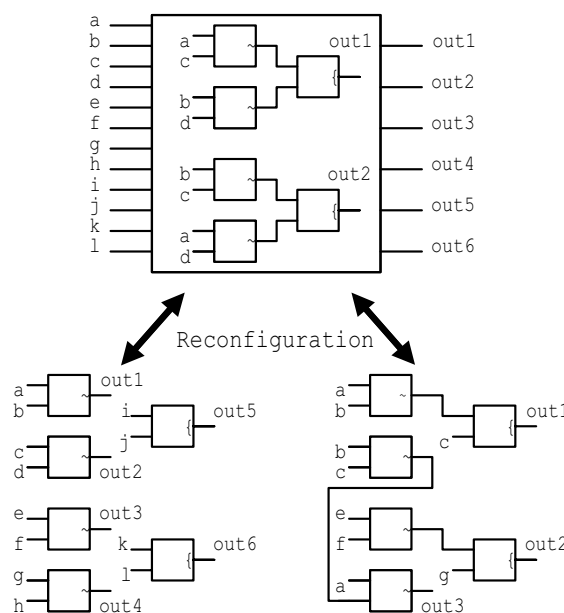 a
b
c
d
e
f
g
h
i
j
k
l
a
c
~
b
d
~
{
out1
b
c
~
a
d
~
{
out2
out1
out2
out3
out4
out5
out6
Reconfiguration
a
b
~
out1
c
d
~
out2
e
f
~
out3
g
h
~
out4
i
j
{
out5
k
l
{
out6
a
b
~
c
{
out1
b
c
~
e
f
~
g
{
out2
a
~
out3